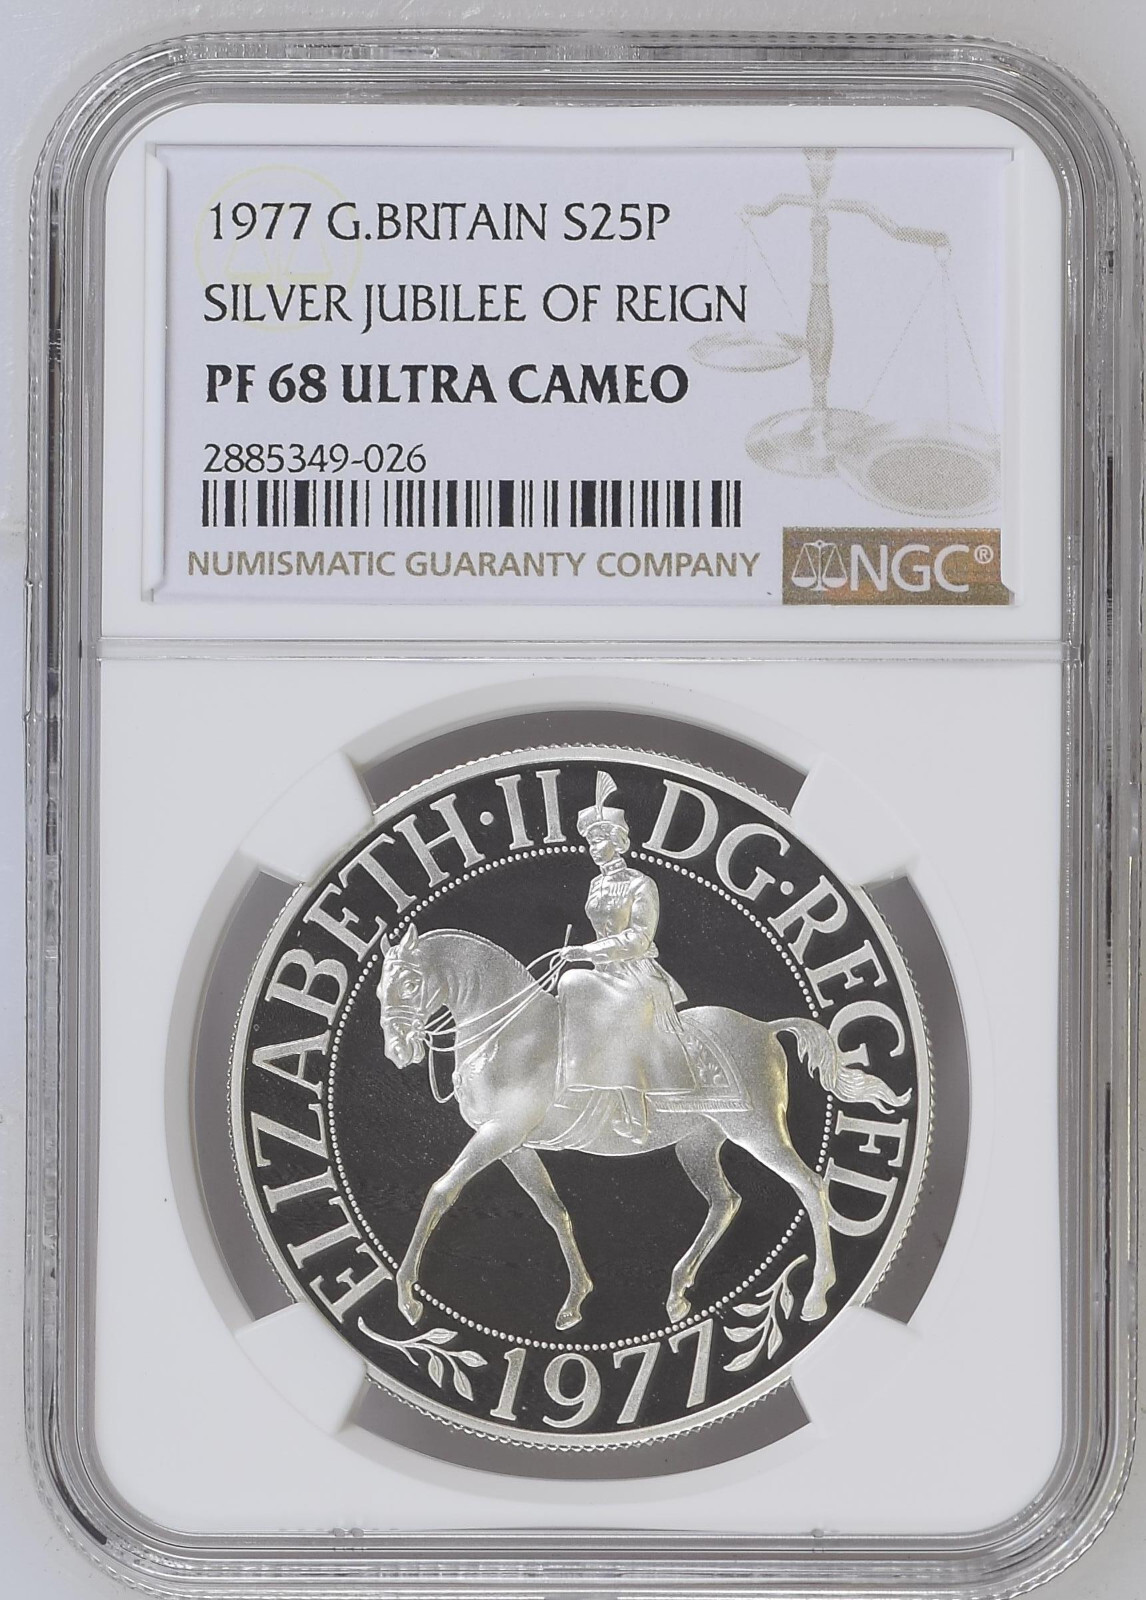 1977 G.BRITAIN S25P
SILVER JUBILEE OF REIGN
PF 68 ULTRA CAMEO
2885349-026
NUMISMATIC GUARANTY COMPANY
NGC®
ELIZABETH·II DG·REG FD
1977